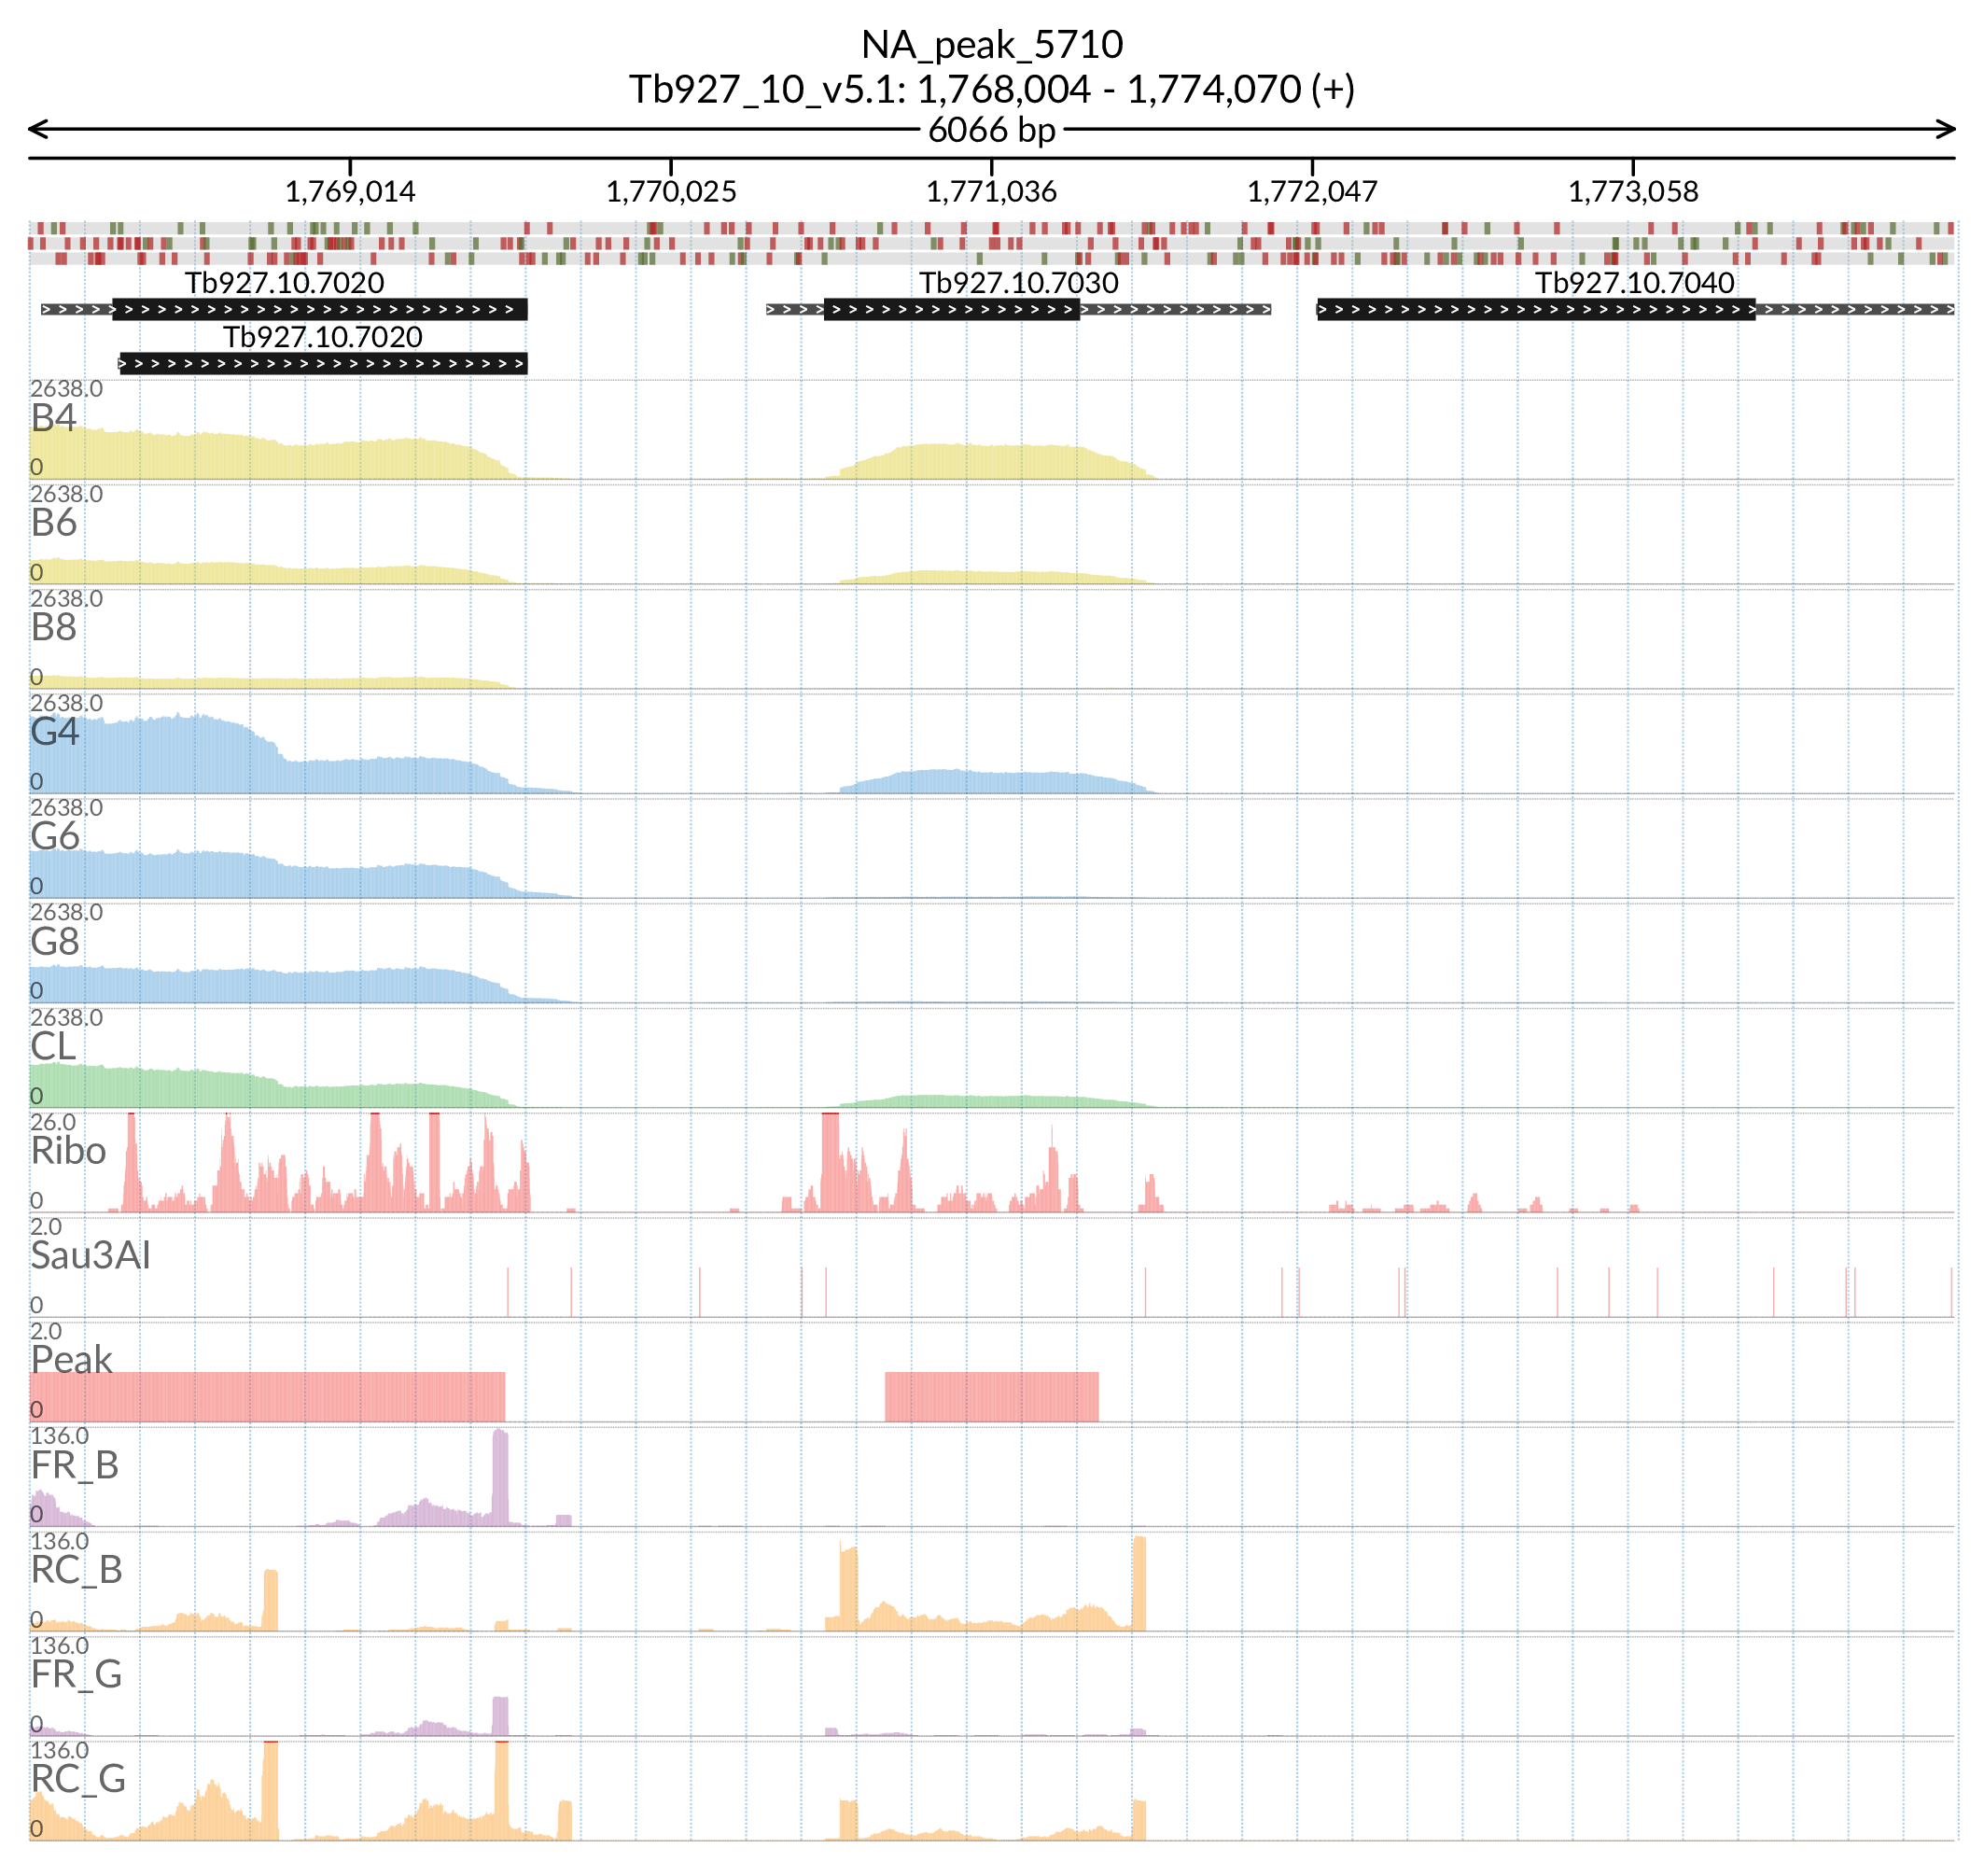 NA_peak_5710
Tb927_10_v5.1: 1,768,004 - 1,774,070 (+)
6066 bp
1,769,014 1,770,025 1,771,036 1,772,047 1,773,058
Tb927.10.7020 Tb927.10.7030 Tb927.10.7040
Tb927.10.7020
2638.0
B4
0
2638.0
B6
0
2638.0
B8
0
2638.0
G4
0
2638.0
G6
0
2638.0
G8
0
2638.0
CL
0
26.0
Ribo
0
2.0
Sau3AI
0
2.0
Peak
0
136.0
FR_B
0
136.0
RC_B
0
136.0
FR_G
0
136.0
RC_G
0